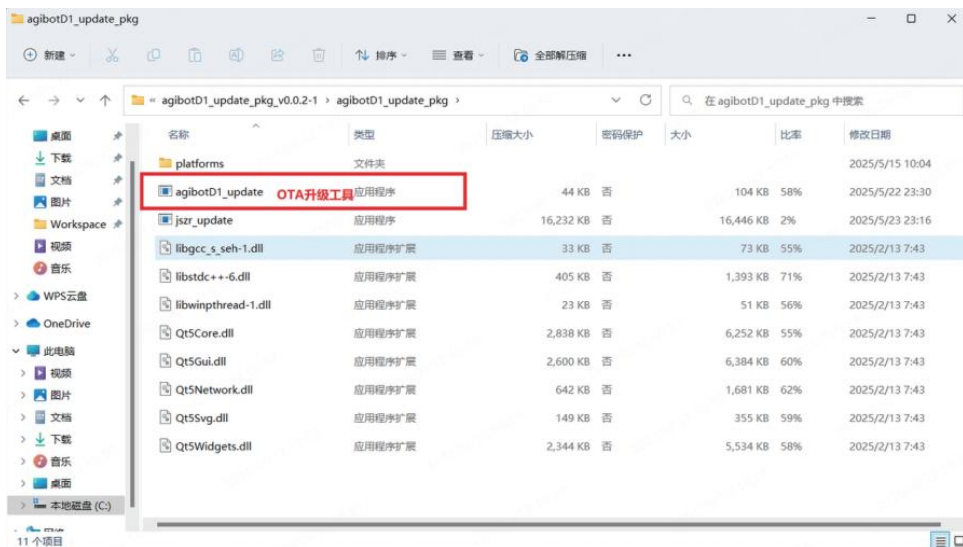 agibotD1_update_pkg
新建 排序 查看 全部解压缩 ...
« agibotD1_update_pkg_v0.0.2-1 › agibotD1_update_pkg › 在 agibotD1_update_pkg 中搜索
桌面 名称 类型 压缩大小 密码保护 大小 比率 修改日期
下载 platforms 文件夹 2025/5/15 10:04
文档 agibotD1_update OTA升级工具 应用程序 44 KB 否 104 KB 58% 2025/5/22 23:30
图片
Workspace jszr_update 应用程序 16,232 KB 否 16,446 KB 2% 2025/5/23 23:16
视频 libgcc_s_seh-1.dll 应用程序扩展 33 KB 否 73 KB 55% 2025/2/13 7:43
音乐 libstdc++-6.dll 应用程序扩展 405 KB 否 1,393 KB 71% 2025/2/13 7:43
WPS云盘 libwinpthread-1.dll 应用程序扩展 23 KB 否 51 KB 56% 2025/2/13 7:43
OneDrive Qt5Core.dll 应用程序扩展 2,838 KB 否 6,252 KB 55% 2025/2/13 7:43
此电脑 Qt5Gui.dll 应用程序扩展 2,600 KB 否 6,384 KB 60% 2025/2/13 7:43
视频
图片 Qt5Network.dll 应用程序扩展 642 KB 否 1,681 KB 62% 2025/2/13 7:43
文档 Qt5Svg.dll 应用程序扩展 149 KB 否 355 KB 59% 2025/2/13 7:43
下载 Qt5Widgets.dll 应用程序扩展 2,344 KB 否 5,534 KB 58% 2025/2/13 7:43
音乐
桌面
本地磁盘 (C:)
11 个项目